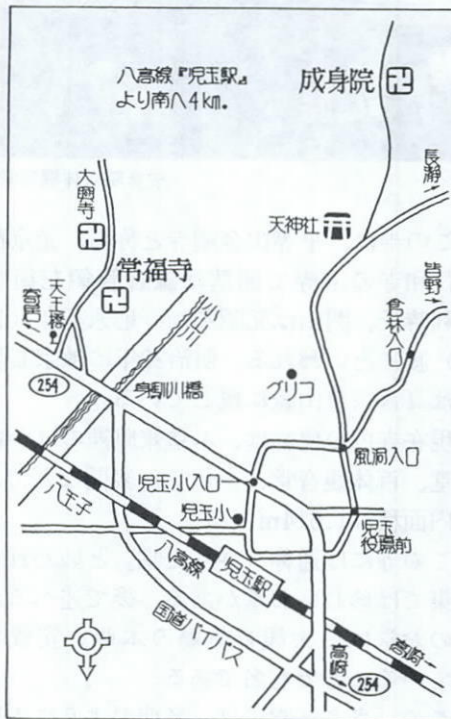 八高線『児玉駅』
より南へ4km。
成身院
大興寺
常福寺
天神社
長瀞
皆野
倉林入口
寄居
天王橋
254
身馴川橋
グリコ
風洞入口
児玉小入口
児玉小
児玉
役場前
八王子
八高線
児玉駅
国道バイパス
高崎
高崎
254